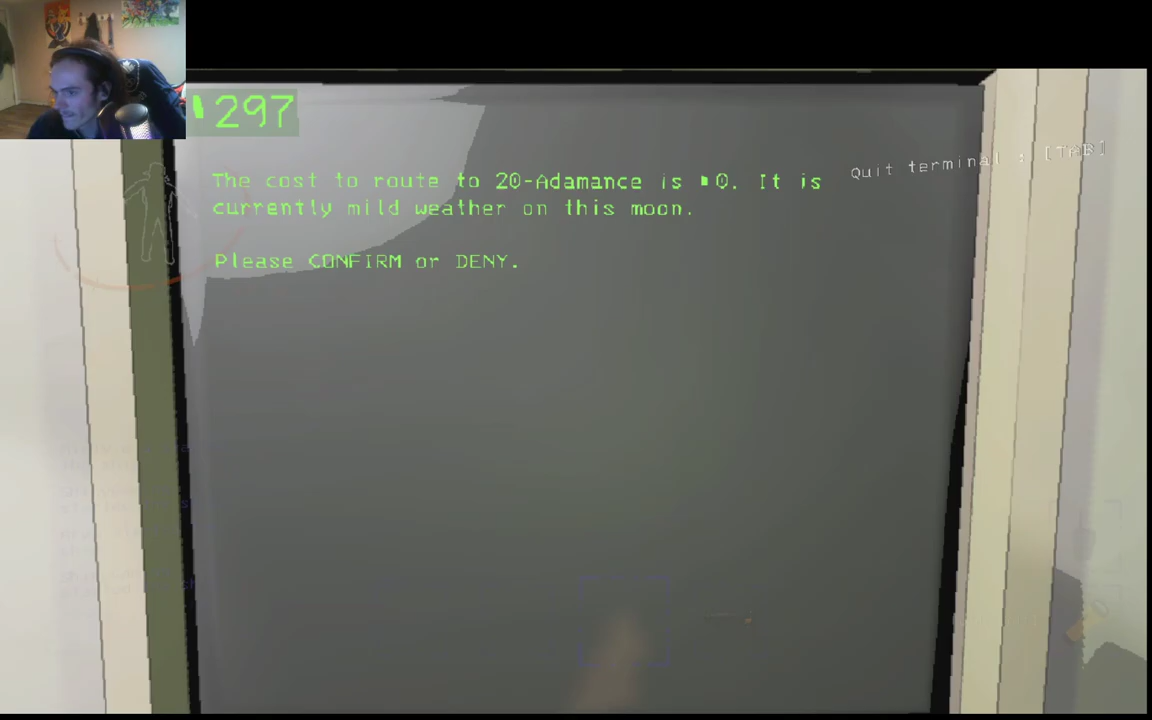 297
Quit terminal : [TAB]
The cost to route to 20-Adamance is ▮0. It is
currently mild weather on this moon.
Please CONFIRM or DENY.